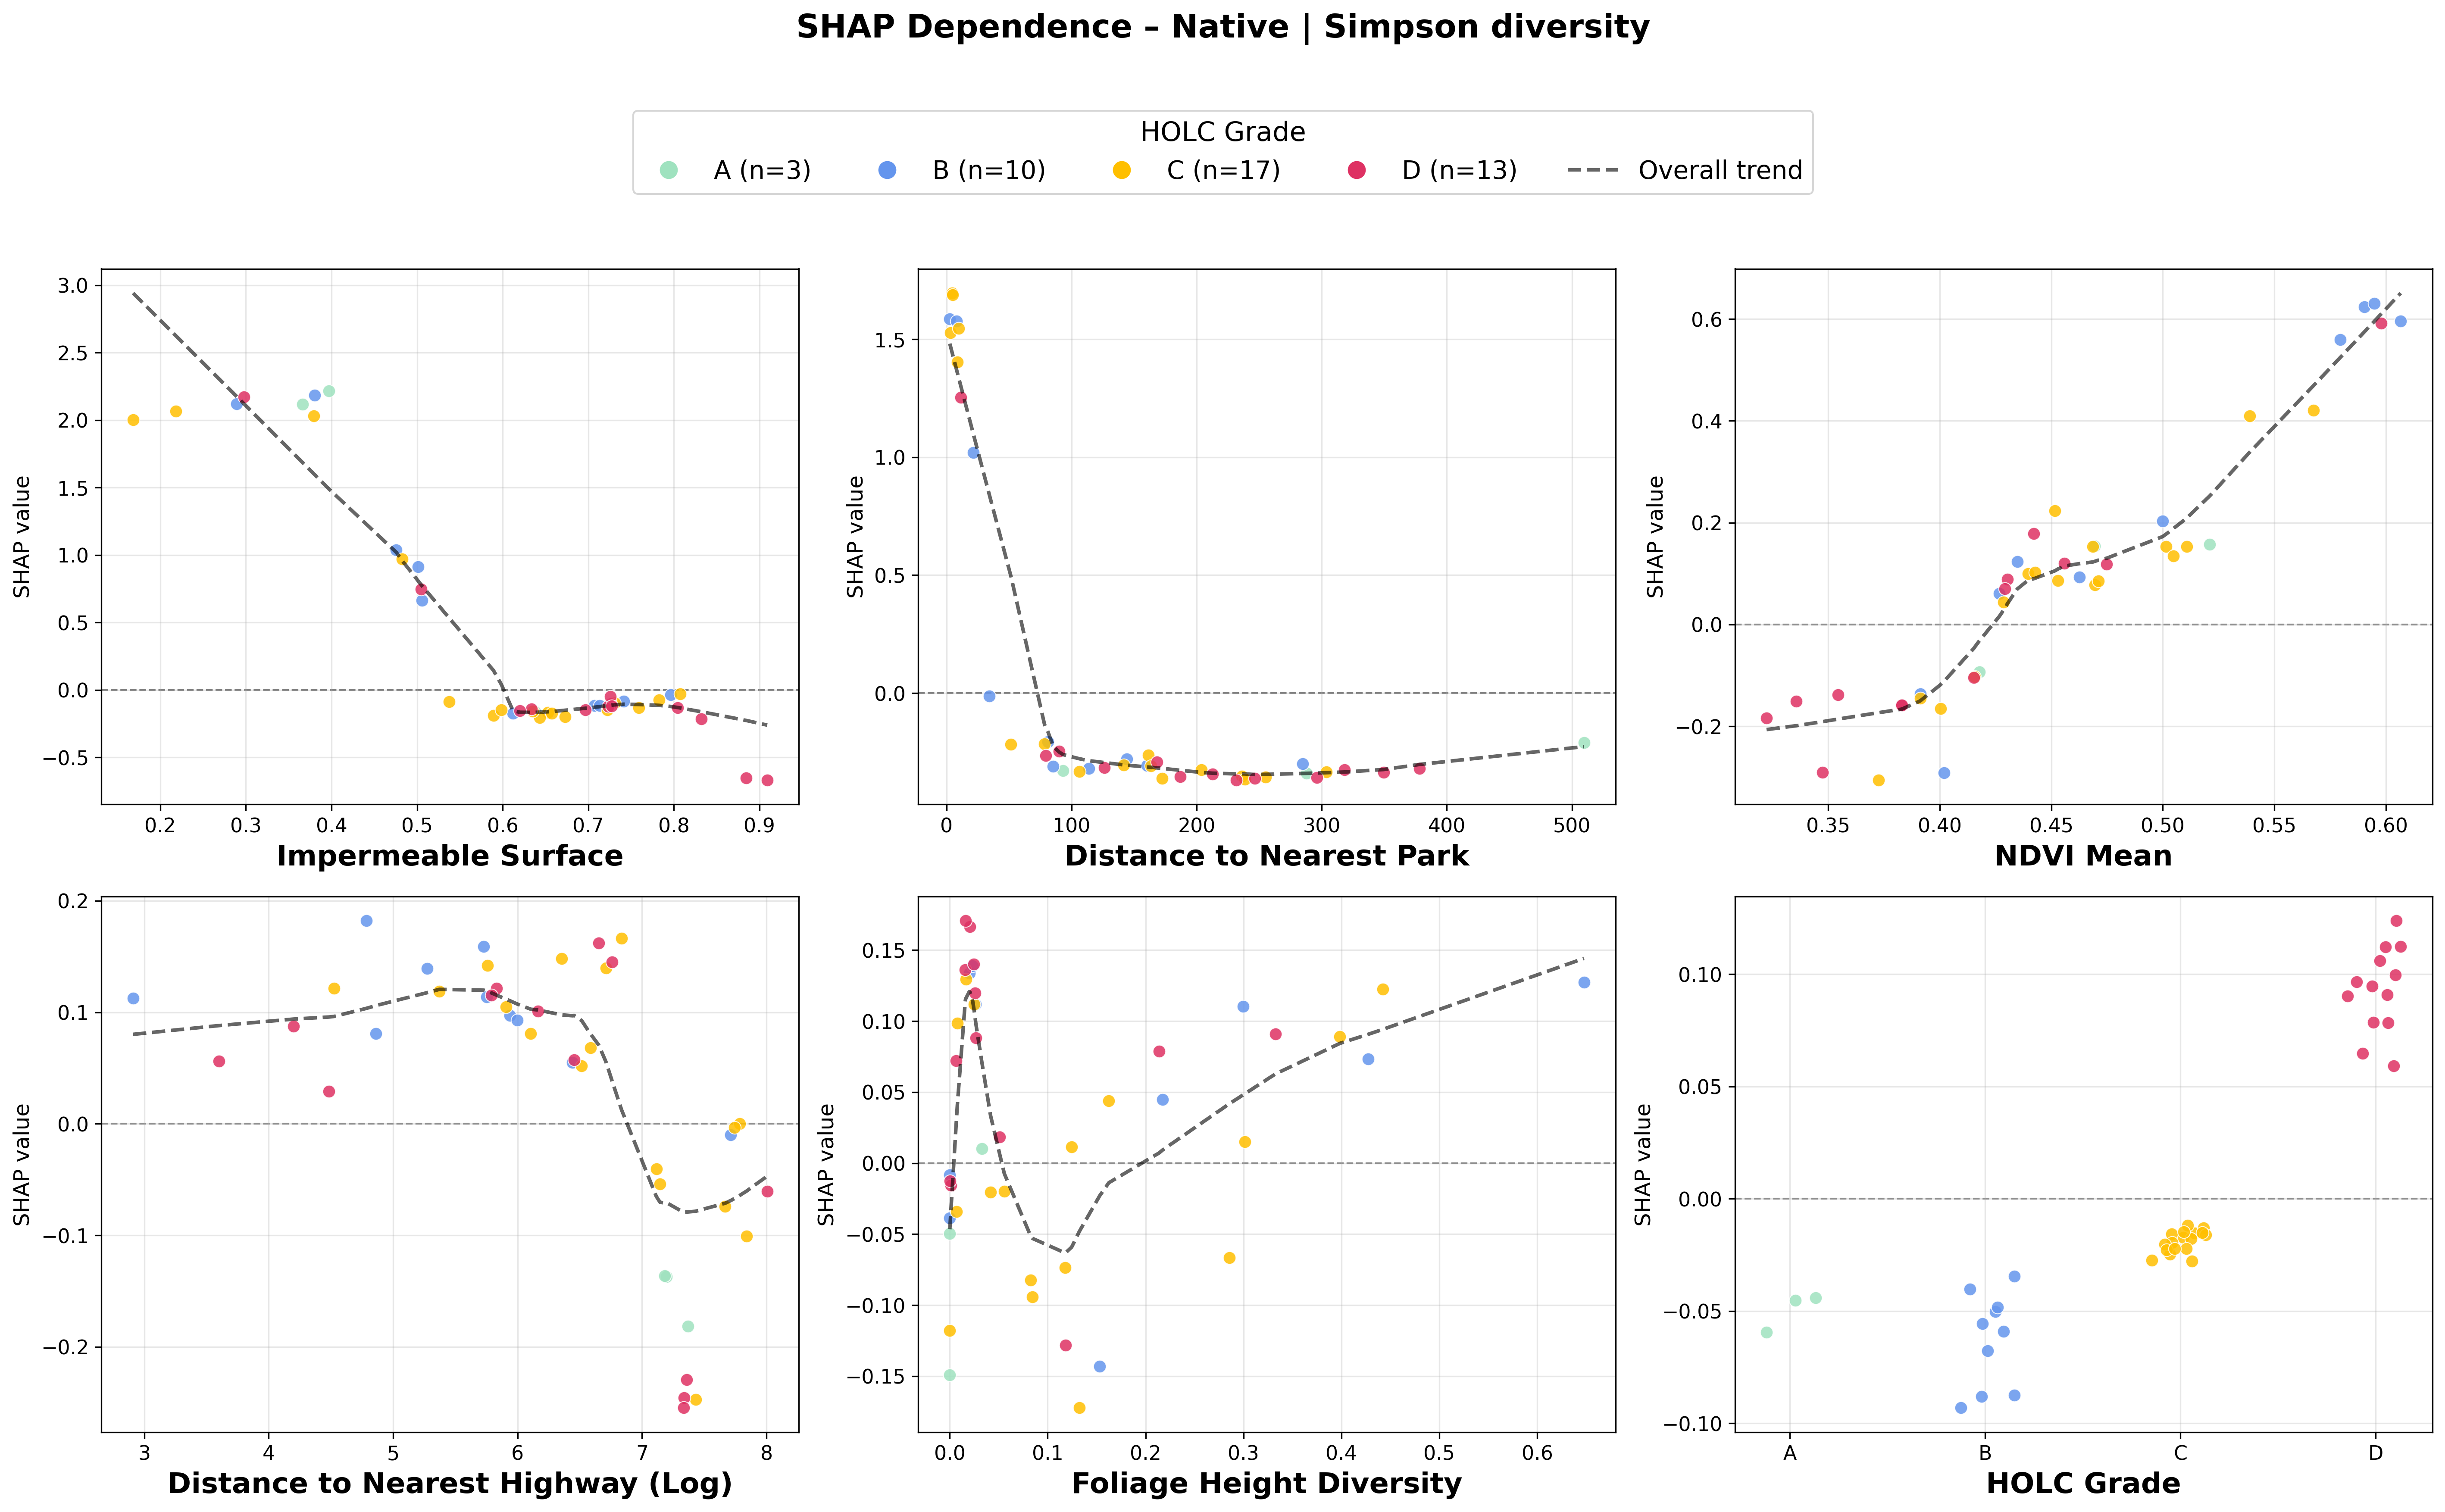 SHAP Dependence – Native | Simpson diversity
HOLC Grade
A (n=3) B (n=10) C (n=17) D (n=13) Overall trend
SHAP value
3.0
2.5
2.0
1.5
1.0
0.5
0.0
−0.5
0.2 0.3 0.4 0.5 0.6 0.7 0.8 0.9
Impermeable Surface
SHAP value
1.5
1.0
0.5
0.0
0 100 200 300 400 500
Distance to Nearest Park
SHAP value
0.6
0.4
0.2
0.0
−0.2
0.35 0.40 0.45 0.50 0.55 0.60
NDVI Mean
SHAP value
0.2
0.1
0.0
−0.1
−0.2
3 4 5 6 7 8
Distance to Nearest Highway (Log)
SHAP value
0.15
0.10
0.05
0.00
−0.05
−0.10
−0.15
0.0 0.1 0.2 0.3 0.4 0.5 0.6
Foliage Height Diversity
SHAP value
0.10
0.05
0.00
−0.05
−0.10
A B C D
HOLC Grade